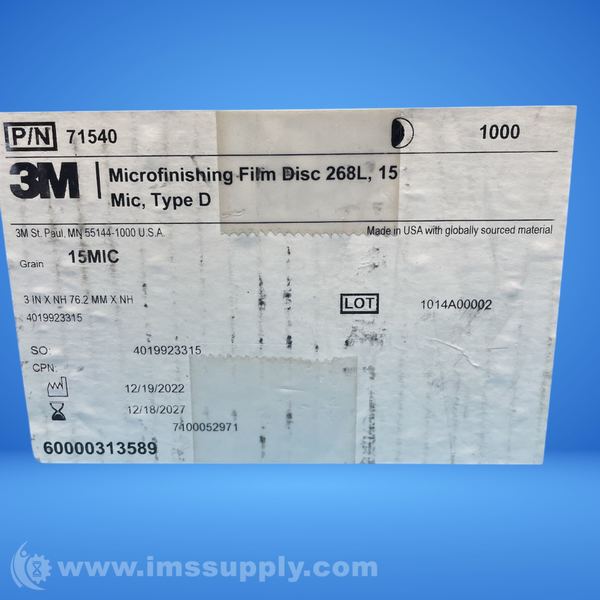 P/N 71540 1000
3M Microfinishing Film Disc 268L, 15
Mic, Type D
3M St. Paul, MN 55144-1000 U.S.A. Made in USA with globally sourced material
Grain 15MIC
3 IN X NH 76.2 MM X NH LOT 1014A00002
4019923315
SO: 4019923315
CPN:
12/19/2022
12/18/2027
7100052971
60000313589
www.imssupply.com